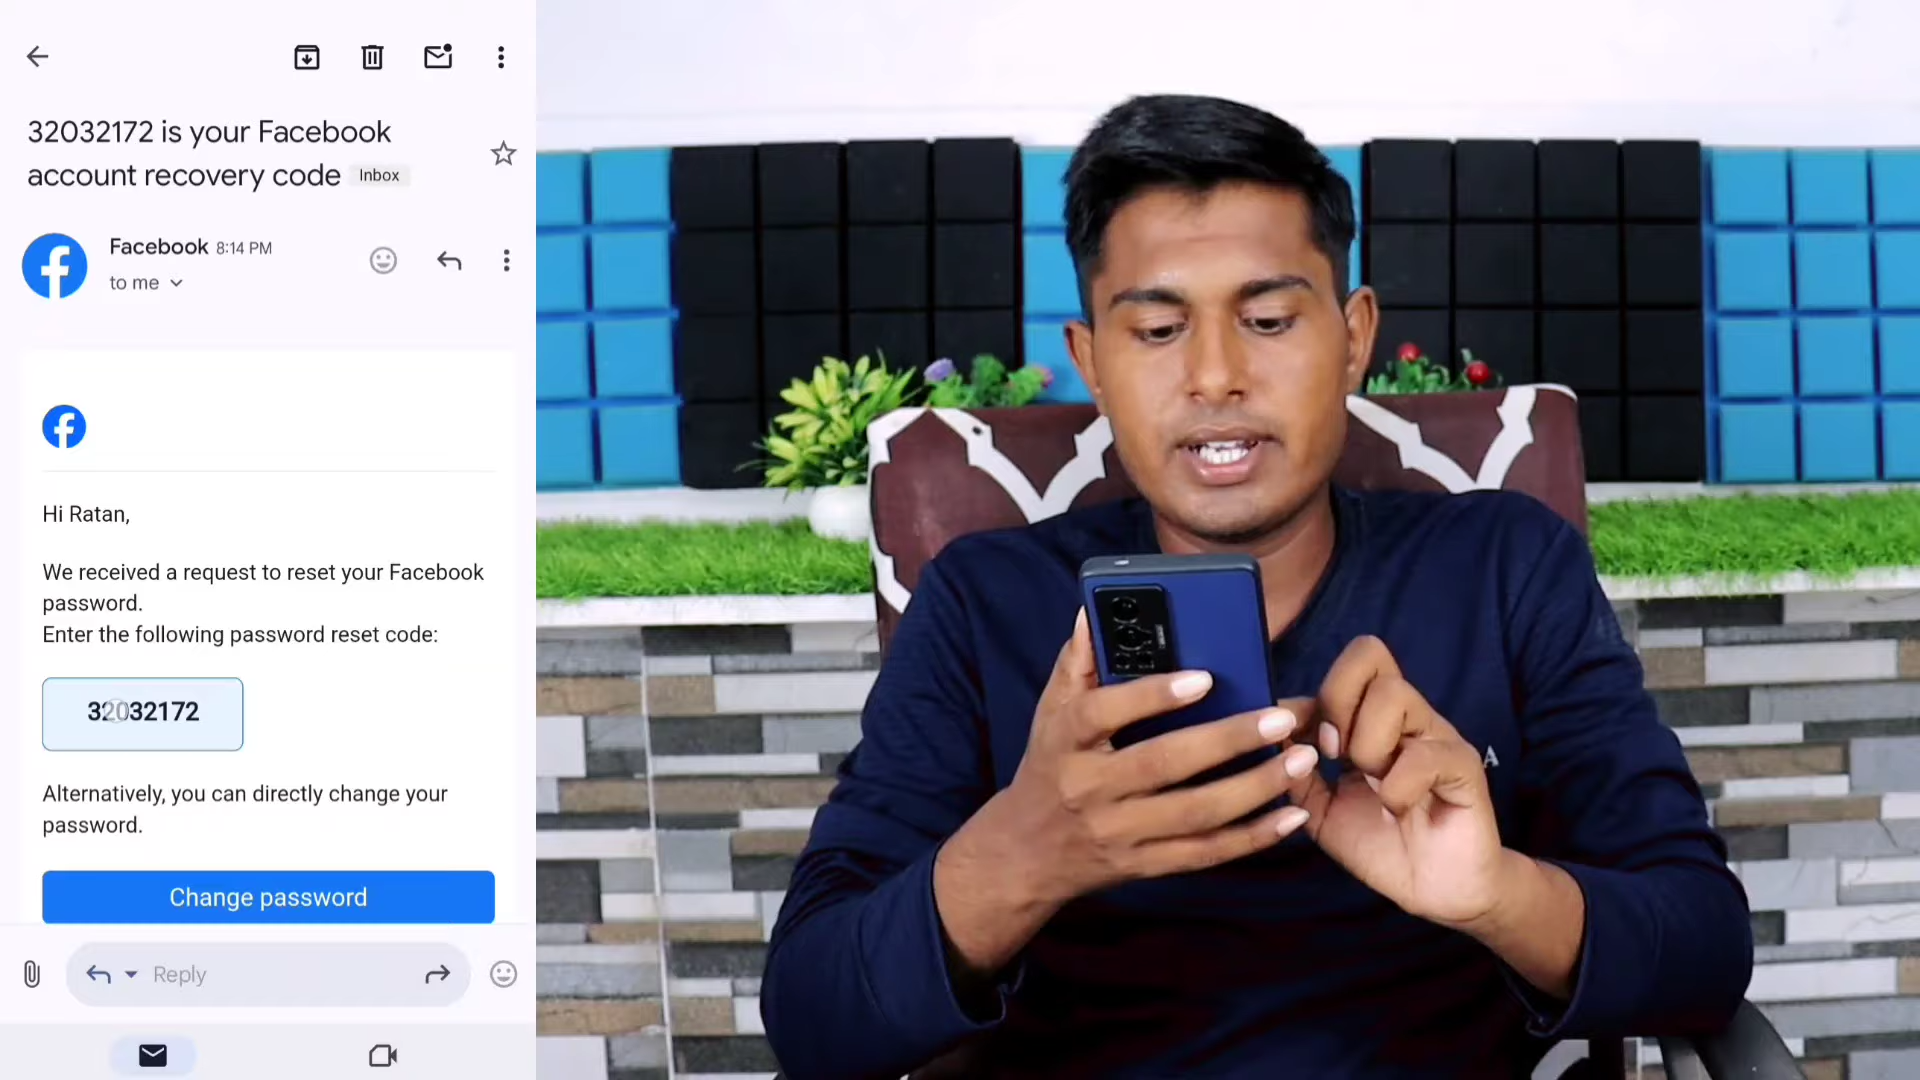 32032172 is your Facebook
account recovery code Inbox
Facebook 8:14 PM
to me
Hi Ratan,
We received a request to reset your Facebook
password.
Enter the following password reset code:
32032172
Alternatively, you can directly change your
password.
Change password
Reply